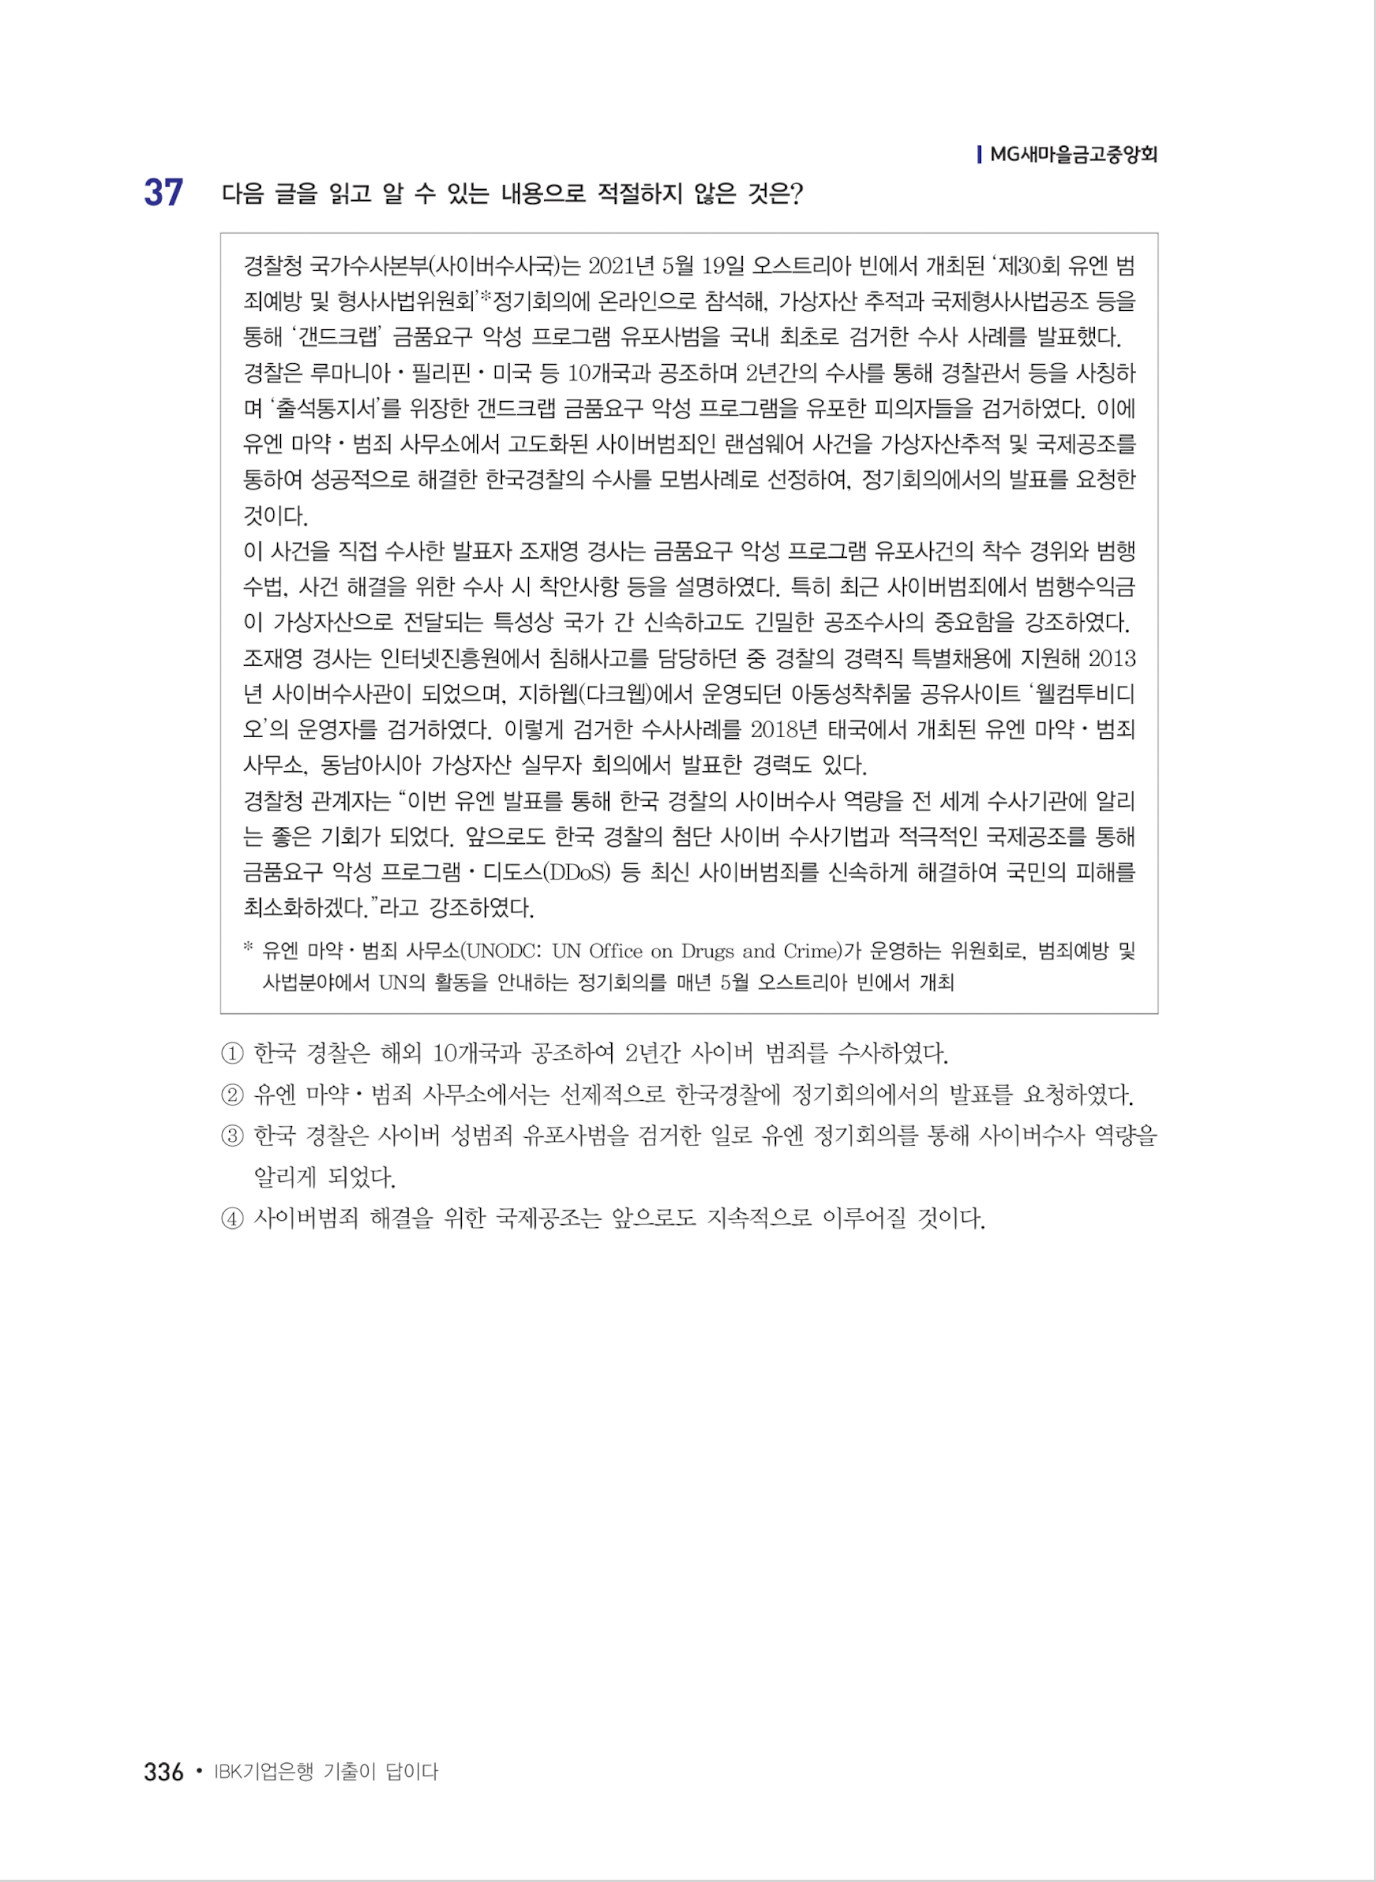 MG새마을금고중앙회
37 다음 글을 읽고 알 수 있는 내용으로 적절하지 않은 것은?
경찰청 국가수사본부(사이버수사국)는 2021년 5월 19일 오스트리아 빈에서 개최된 ‘제30회 유엔 범
죄예방 및 형사사법위원회’*정기회의에 온라인으로 참석해, 가상자산 추적과 국제형사사법공조 등을
통해 ‘갠드크랩’ 금품요구 악성 프로그램 유포사범을 국내 최초로 검거한 수사 사례를 발표했다.
경찰은 루마니아·필리핀·미국 등 10개국과 공조하며 2년간의 수사를 통해 경찰관서 등을 사칭하
며 ‘출석통지서’를 위장한 갠드크랩 금품요구 악성 프로그램을 유포한 피의자들을 검거하였다. 이에
유엔 마약·범죄 사무소에서 고도화된 사이버범죄인 랜섬웨어 사건을 가상자산추적 및 국제공조를
통하여 성공적으로 해결한 한국경찰의 수사를 모범사례로 선정하여, 정기회의에서의 발표를 요청한
것이다.
이 사건을 직접 수사한 발표자 조재영 경사는 금품요구 악성 프로그램 유포사건의 착수 경위와 범행
수법, 사건 해결을 위한 수사 시 착안사항 등을 설명하였다. 특히 최근 사이버범죄에서 범행수익금
이 가상자산으로 전달되는 특성상 국가 간 신속하고도 긴밀한 공조수사의 중요함을 강조하였다.
조재영 경사는 인터넷진흥원에서 침해사고를 담당하던 중 경찰의 경력직 특별채용에 지원해 2013
년 사이버수사관이 되었으며, 지하웹(다크웹)에서 운영되던 아동성착취물 공유사이트 ‘웰컴투비디
오’의 운영자를 검거하였다. 이렇게 검거한 수사사례를 2018년 태국에서 개최된 유엔 마약·범죄
사무소, 동남아시아 가상자산 실무자 회의에서 발표한 경력도 있다.
경찰청 관계자는 “이번 유엔 발표를 통해 한국 경찰의 사이버수사 역량을 전 세계 수사기관에 알리
는 좋은 기회가 되었다. 앞으로도 한국 경찰의 첨단 사이버 수사기법과 적극적인 국제공조를 통해
금품요구 악성 프로그램·디도스(DDoS) 등 최신 사이버범죄를 신속하게 해결하여 국민의 피해를
최소화하겠다.”라고 강조하였다.
* 유엔 마약·범죄 사무소(UNODC: UN Office on Drugs and Crime)가 운영하는 위원회로, 범죄예방 및
사법분야에서 UN의 활동을 안내하는 정기회의를 매년 5월 오스트리아 빈에서 개최
① 한국 경찰은 해외 10개국과 공조하여 2년간 사이버 범죄를 수사하였다.
② 유엔 마약·범죄 사무소에서는 선제적으로 한국경찰에 정기회의에서의 발표를 요청하였다.
③ 한국 경찰은 사이버 성범죄 유포사범을 검거한 일로 유엔 정기회의를 통해 사이버수사 역량을
알리게 되었다.
④ 사이버범죄 해결을 위한 국제공조는 앞으로도 지속적으로 이루어질 것이다.
336 • IBK기업은행 기출이 답이다